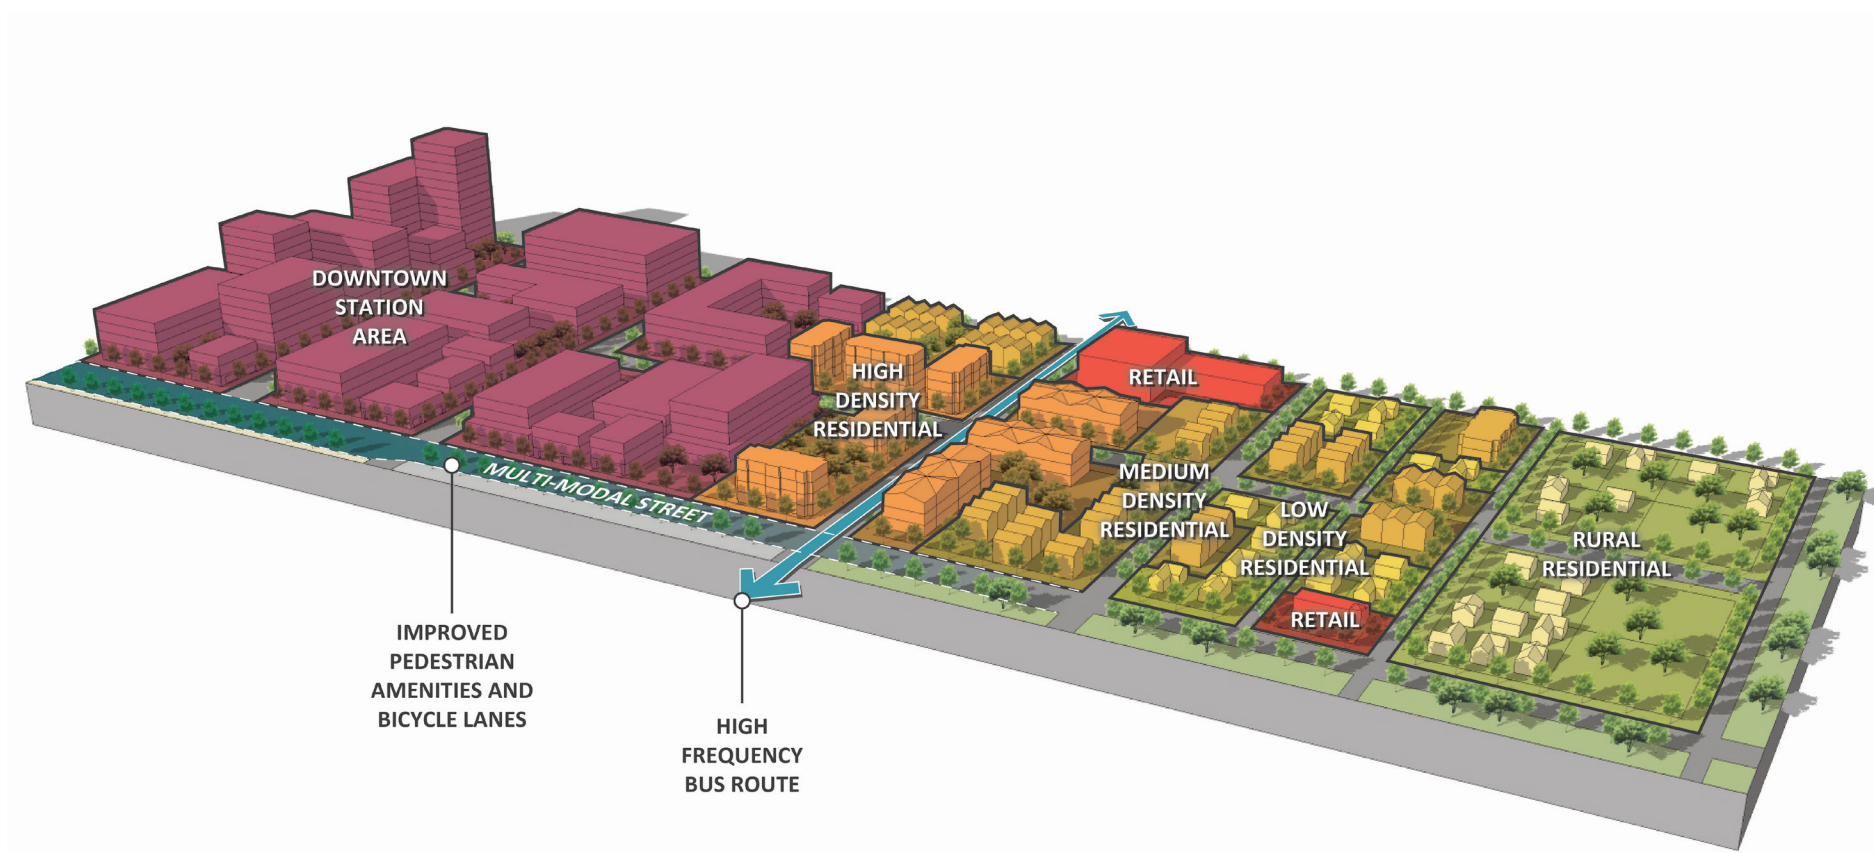 DOWNTOWN
STATION
AREA
HIGH
DENSITY
RESIDENTIAL
RETAIL
MEDIUM
DENSITY
RESIDENTIAL
LOW
DENSITY
RESIDENTIAL
RURAL
RESIDENTIAL
RETAIL
MULTI-MODAL STREET
IMPROVED
PEDESTRIAN
AMENITIES AND
BICYCLE LANES
HIGH
FREQUENCY
BUS ROUTE